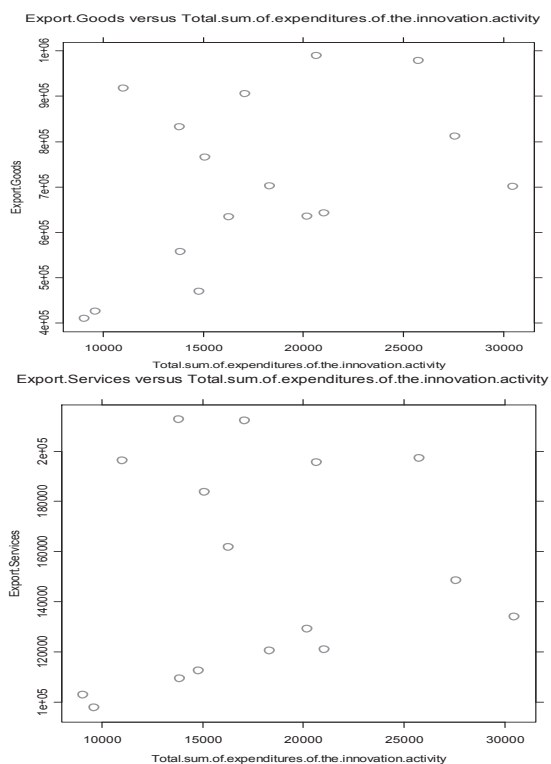 Export.Goods versus Total.sum.of.expenditures.of.the.innovation.activity
1e+06
9e+05
8e+05
7e+05
6e+05
5e+05
4e+05
Export.Goods
10000 15000 20000 25000 30000
Total.sum.of.expenditures.of.the.innovation.activity
Export.Services versus Total.sum.of.expenditures.of.the.innovation.activity
2e+05
180000
160000
140000
120000
1e+05
Export.Services
10000 15000 20000 25000 30000
Total.sum.of.expenditures.of.the.innovation.activity